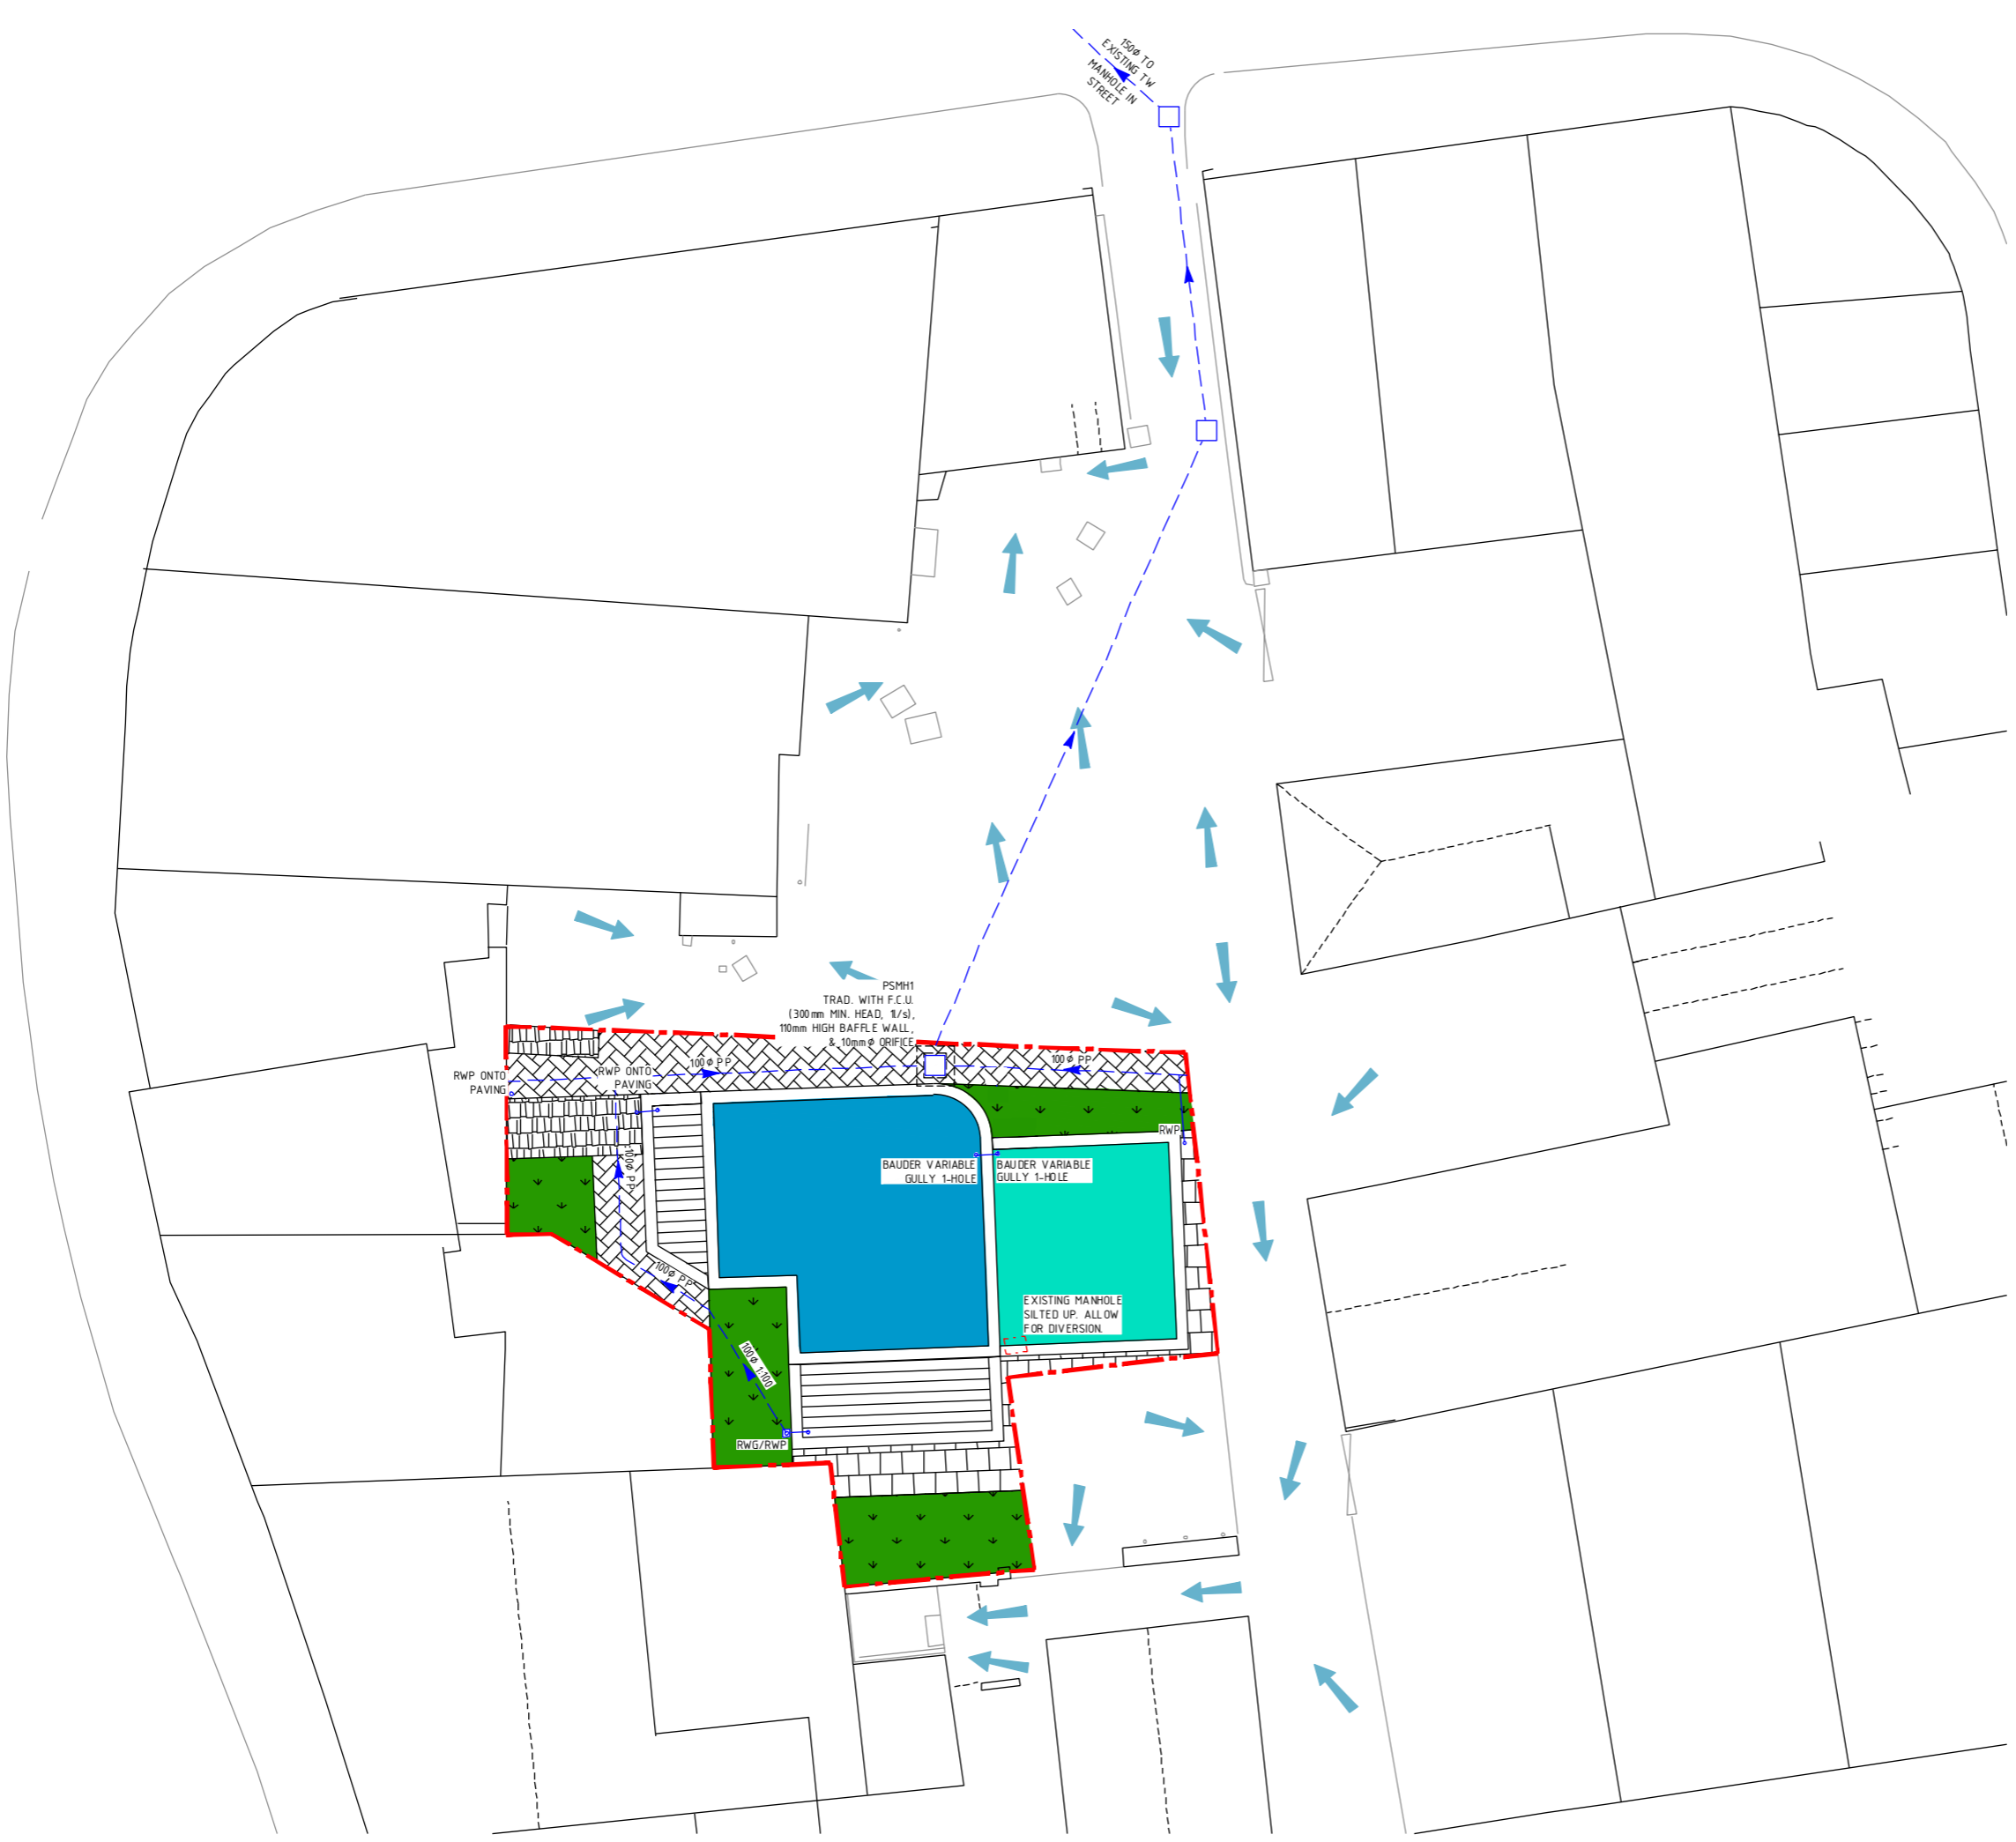 150Ø TO
EXISTING TW
MANHOLE IN
STREET
PSMH1
TRAD. WITH F.C.U.
(300mm MIN. HEAD, 1l/s),
110mm HIGH BAFFLE WALL,
& 10mmØ ORIFICE
100Ø PP
100Ø PP
RWP ONTO
PAVING
RWP ONTO
PAVING
RWP
100Ø PP
BAUDER VARIABLE
GULLY 1-HOLE
BAUDER VARIABLE
GULLY 1-HOLE
100Ø PP
EXISTING MANHOLE
SILTED UP. ALLOW
FOR DIVERSION.
100Ø 1:100
RWG/RWP